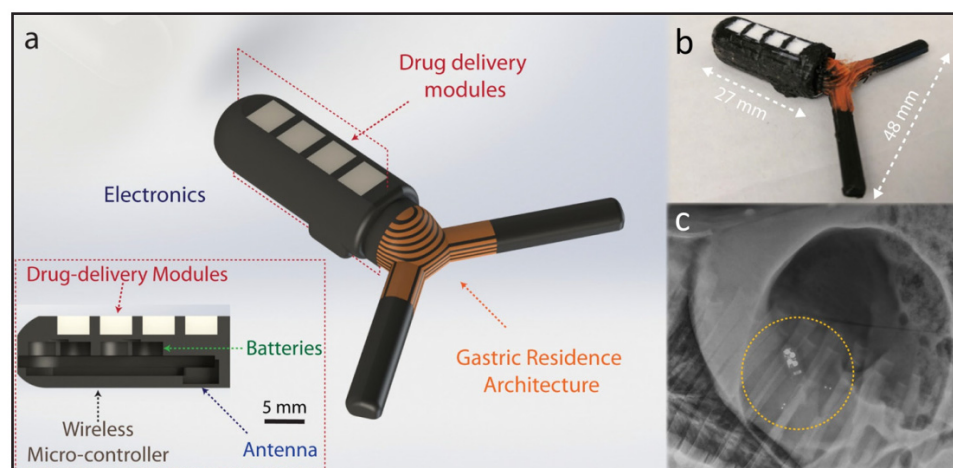 a
Drug delivery
modules
Electronics
Drug-delivery Modules
Batteries
Gastric Residence
Architecture
5 mm
Wireless
Micro-controller
Antenna
b
27 mm
48 mm
c